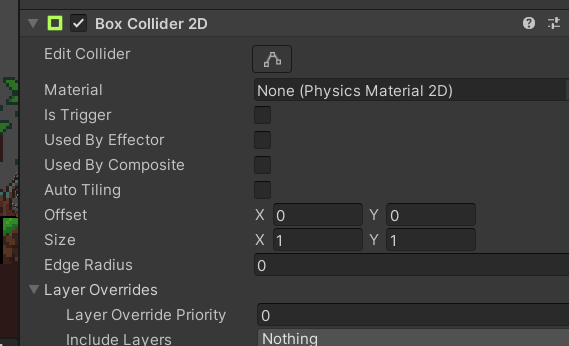 Box Collider 2D
Edit Collider
Material None (Physics Material 2D)
Is Trigger
Used By Effector
Used By Composite
Auto Tiling
Offset X 0 Y 0
Size X 1 Y 1
Edge Radius 0
Layer Overrides
Layer Override Priority 0
Include Layers Nothing